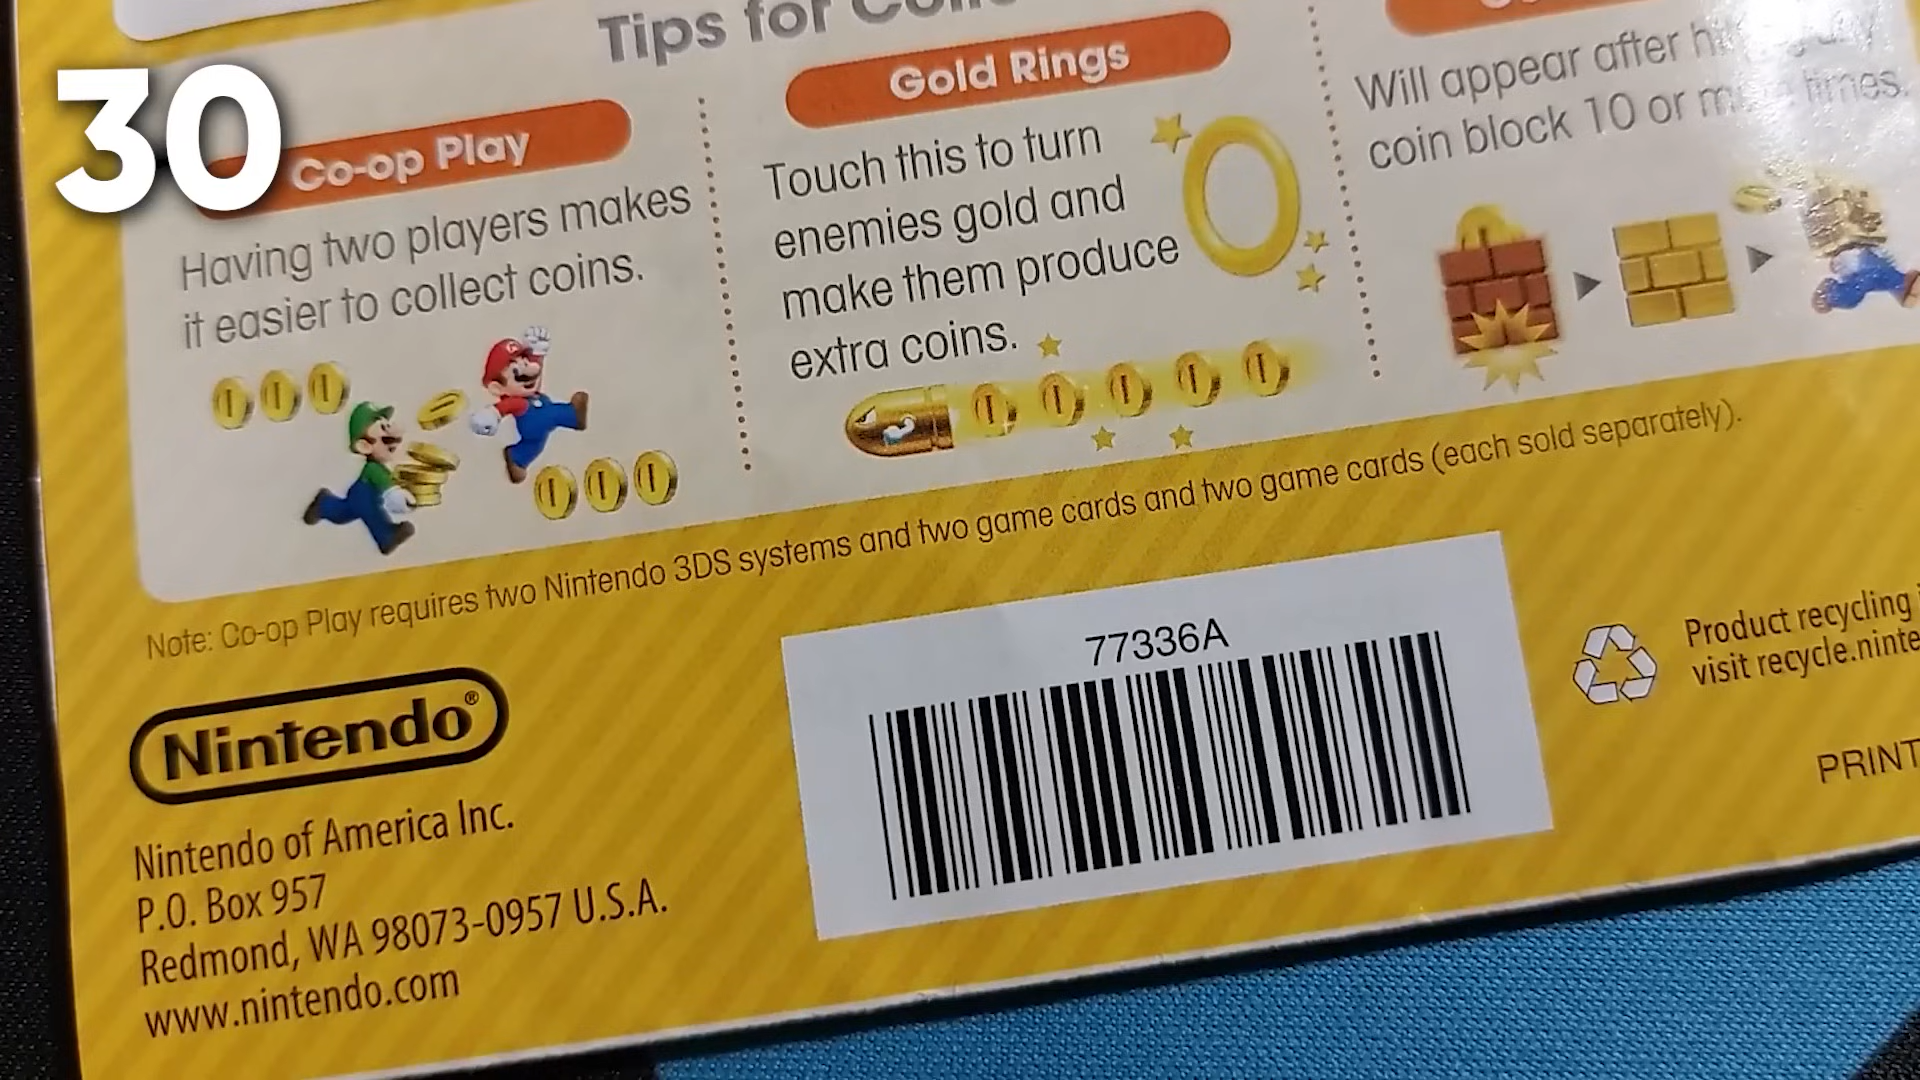 30
Tips for
Co-op Play
Having two players makes
it easier to collect coins.
Gold Rings
Touch this to turn
enemies gold and
make them produce
extra coins.
Will appear after
coin block 10 or times.
Note: Co-op Play requires two Nintendo 3DS systems and two game cards and two game cards (each sold separately).
Nintendo®
Nintendo of America Inc.
P.O. Box 957
Redmond, WA 98073-0957 U.S.A.
www.nintendo.com
77336A
Product recycling
visit recycle.ninte
PRINT